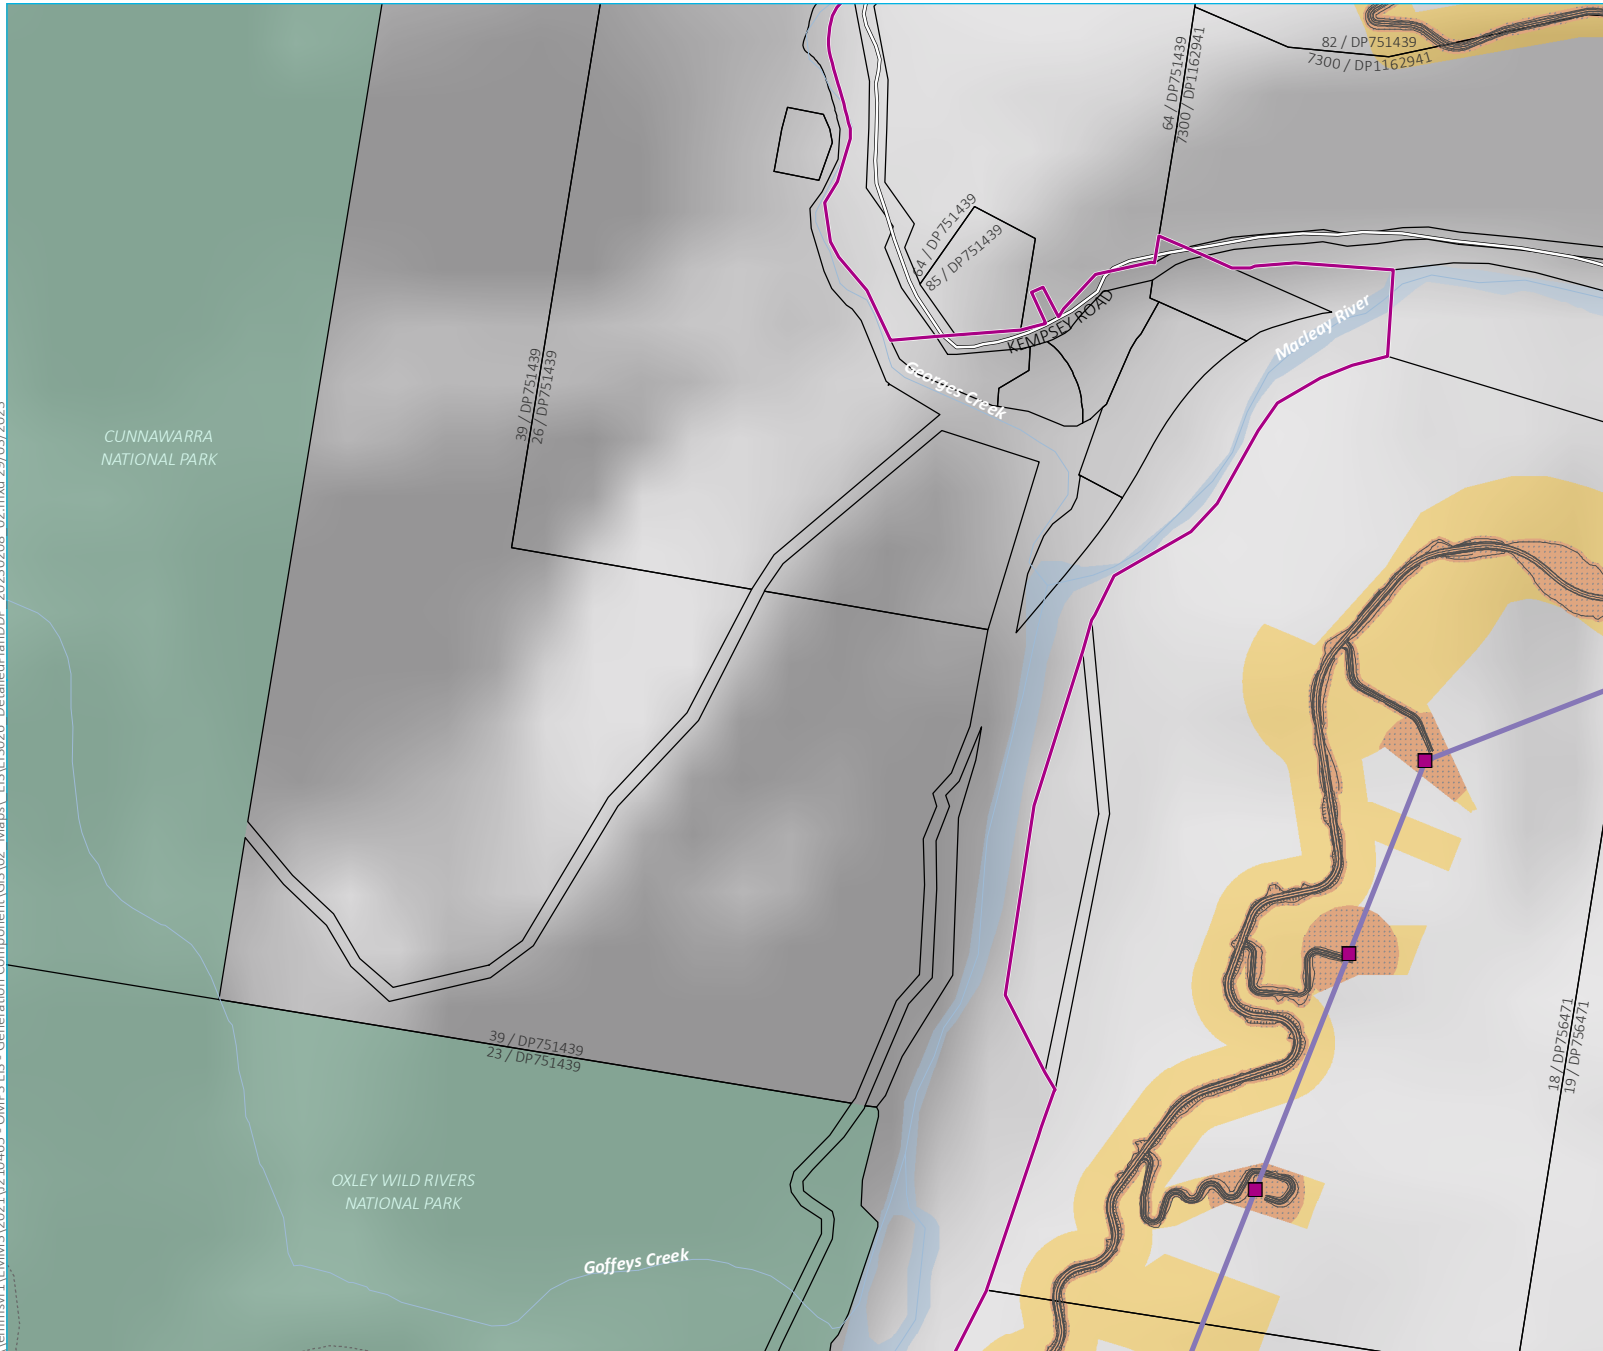 82 / DP751439
7300 / DP1162941
64 / DP751439
7300 / DP1162941
64 / DP751439
85 / DP751439
KEMPSEY ROAD
Macleay River
Georges Creek
39 / DP751439
26 / DP751439
CUNNAWARRA
NATIONAL PARK
39 / DP751439
23 / DP751439
18 / DP756471
19 / DP756471
OXLEY WILD RIVERS
NATIONAL PARK
Goffeys Creek